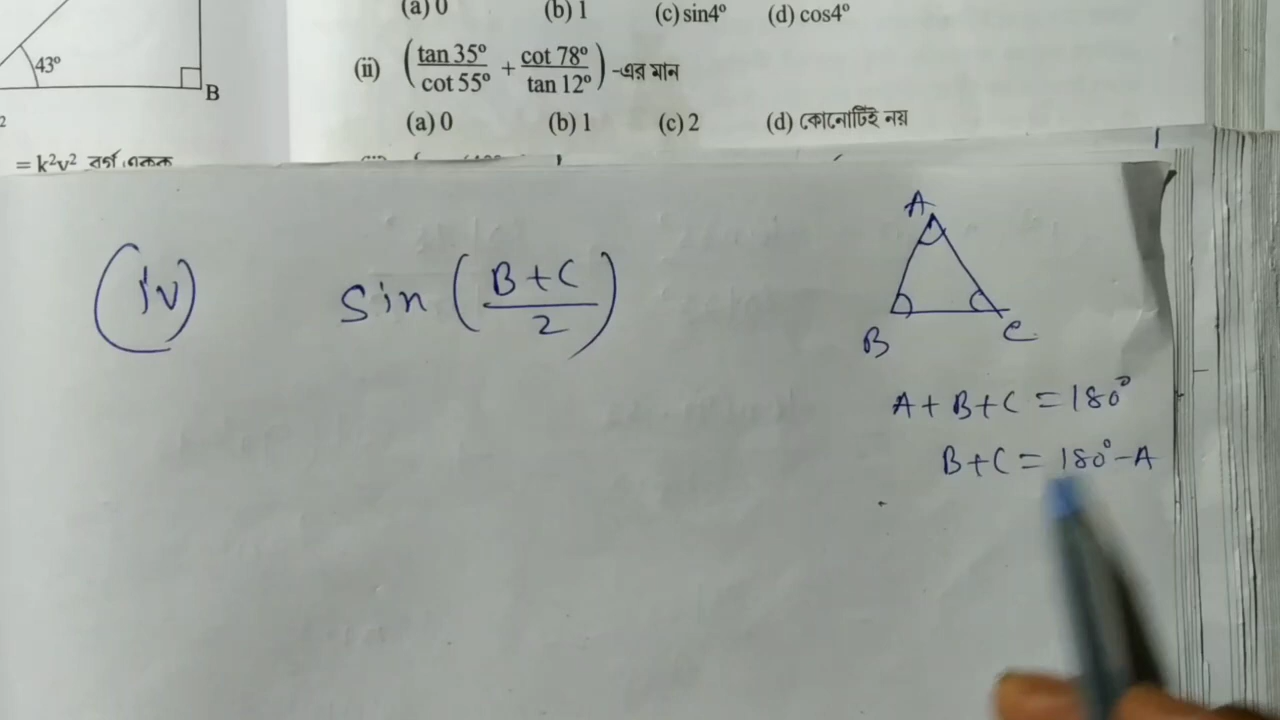 (a) 0 (b) 1 (c) sin4° (d) cos4°
43°
B
(ii) ( tan 35° / cot 55° + cot 78° / tan 12° ) -এর মান
(a) 0 (b) 1 (c) 2 (d) কোনোটিই নয়
2
= k²v² বর্গ একক
(iv) sin ( B+C / 2 )
A
B C
A+B+C = 180°
B+C = 180° - A